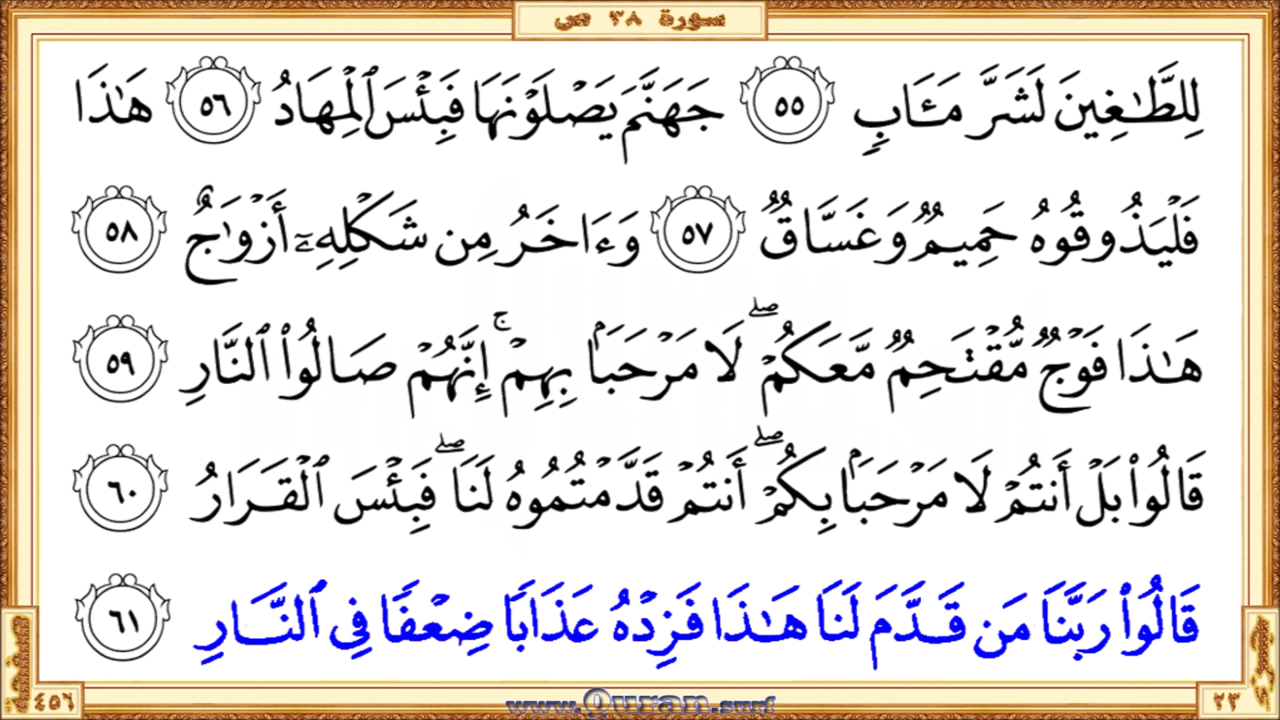 سورة ٣٨ ص
لِلطَّـٰغِينَ لَشَرَّ مَـَٔابٍ ٥٥ جَهَنَّمَ يَصْلَوْنَهَا فَبِئْسَ ٱلْمِهَادُ ٥٦ هَـٰذَا
فَلْيَذُوقُوهُ حَمِيمٌ وَغَسَّاقٌ ٥٧ وَءَاخَرُ مِن شَكْلِهِۦٓ أَزْوَٰجٌ ٥٨
هَـٰذَا فَوْجٌ مُّقْتَحِمٌ مَّعَكُمْ ۖ لَا مَرْحَبًۢا بِهِمْ ۚ إِنَّهُمْ صَالُوا۟ ٱلنَّارِ ٥٩
قَالُوا۟ بَلْ أَنتُمْ لَا مَرْحَبًۢا بِكُمْ ۖ أَنتُمْ قَدَّمْتُمُوهُ لَنَا ۖ فَبِئْسَ ٱلْقَرَارُ ٦٠
قَالُوا۟ رَبَّنَا مَن قَدَّمَ لَنَا هَـٰذَا فَزِدْهُ عَذَابًا ضِعْفًا فِى ٱلنَّارِ ٦١
٤٥٦
www.Quran.surf
٢٣